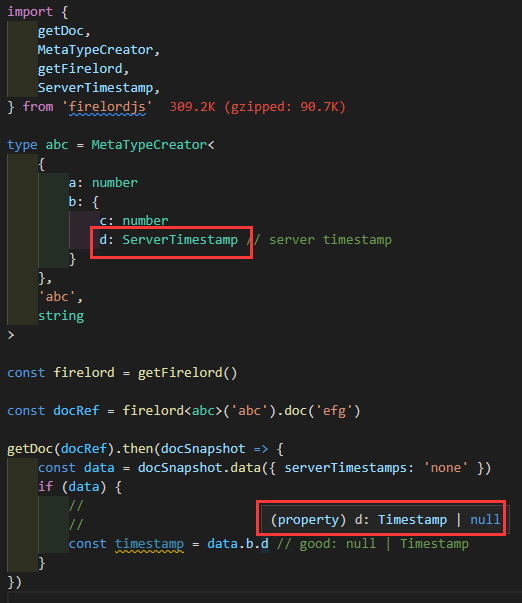 import {
getDoc,
MetaTypeCreator,
getFirelord,
ServerTimestamp,
} from 'firelordjs' 309.2K (gzipped: 90.7K)
type abc = MetaTypeCreator<
{
a: number
b: {
c: number
d: ServerTimestamp // server timestamp
}
},
'abc',
string
>
const firelord = getFirelord()
const docRef = firelord<abc>('abc').doc('efg')
getDoc(docRef).then(docSnapshot => {
const data = docSnapshot.data({ serverTimestamps: 'none' })
if (data) {
//
(property) d: Timestamp | null
//
const timestamp = data.b.d // good: null | Timestamp
}
})